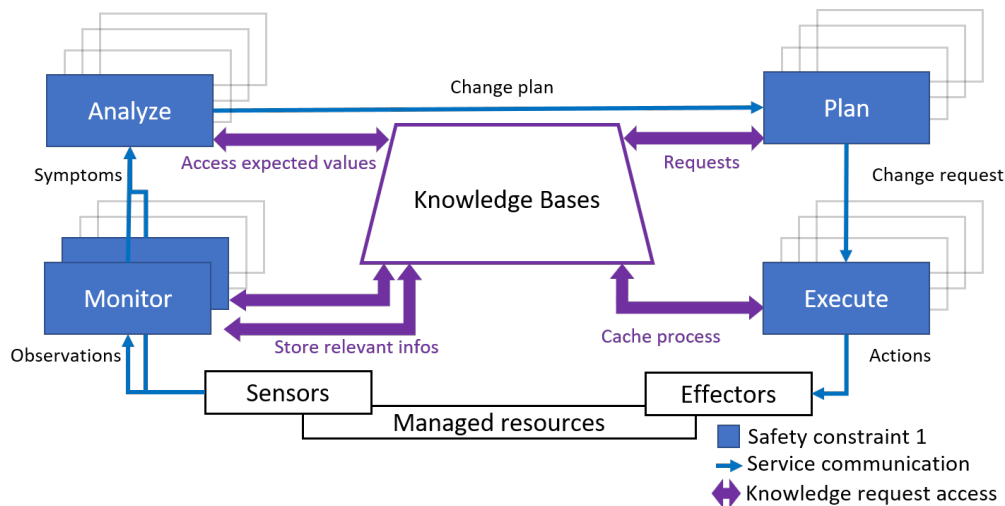 Analyze
Change plan
Plan
Access expected values
Requests
Symptoms
Knowledge Bases
Change request
Monitor
Execute
Store relevant infos
Cache process
Observations
Actions
Sensors
Effectors
Managed resources
Safety constraint 1
Service communication
Knowledge request access